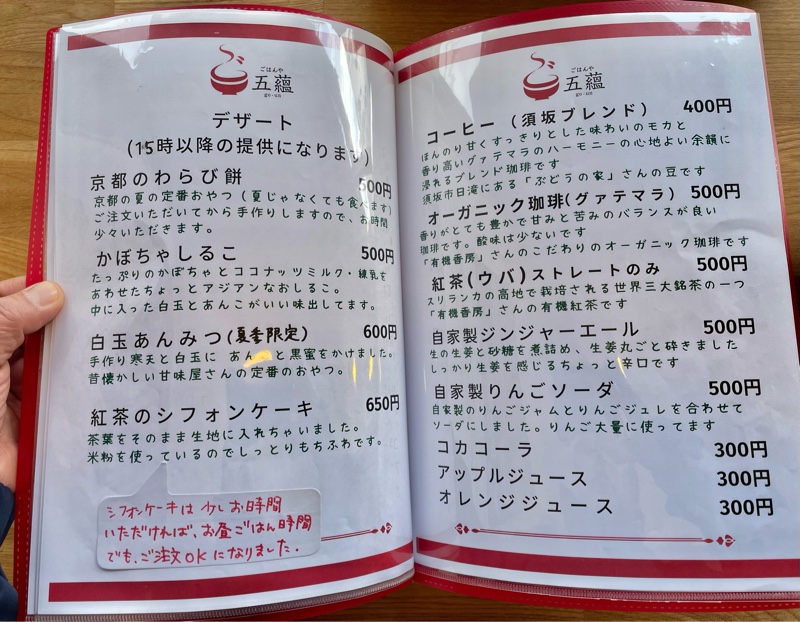 ごはんや
五蘊
go-un
デザート
(15時以降の提供になります)
京都のわらび餅 500円
京都の夏の定番おやつ(夏じゃなくても食べます)
ご注文いただいてから手作りしますので、お時間
少々いただきます。
かぼちゃしるこ 500円
たっぷりのかぼちゃとココナッツミルク・練乳を
あわせたちょっとアジアンなおしるこ。
中に入った白玉とあんこがいい味出してます。
白玉あんみつ(夏季限定) 600円
手作り寒天と白玉に あん と黒蜜をかけました。
昔懐かしい甘味屋さんの定番のおやつ。
紅茶のシフォンケーキ 650円
茶葉をそのまま生地に入れちゃいました。
米粉を使っているのでしっとりもちふわです。
シフォンケーキは少しお時間
いただければ、お昼ごはん時間
でも、ご注文OKになりました.
ごはんや
五蘊
go-un
コーヒー(須坂ブレンド) 400円
ほんのり甘くすっきりとした味わいのモカと
香り高いグァテマラのハーモニーの心地よい余韻に
浸れるブレンド珈琲です
須坂市日滝にある「ぶどうの家」さんの豆です
オーガニック珈琲(グァテマラ) 500円
香りがとても豊かで甘みと苦みのバランスが良い
珈琲です。酸味は少ないです
「有機香房」さんのこだわりのオーガニック珈琲です
紅茶(ウバ)ストレートのみ 500円
スリランカの高地で栽培される世界三大銘茶の一つ
「有機香房」さんの有機紅茶です
自家製ジンジャーエール 500円
生の生姜と砂糖を煮詰め、生姜丸ごと砕きました
しっかり生姜を感じるちょっと辛口です
自家製りんごソーダ 500円
自家製のりんごジャムとりんごジュレを合わせて
ソーダにしました。りんご大量に使ってます
コカコーラ 300円
アップルジュース 300円
オレンジジュース 300円